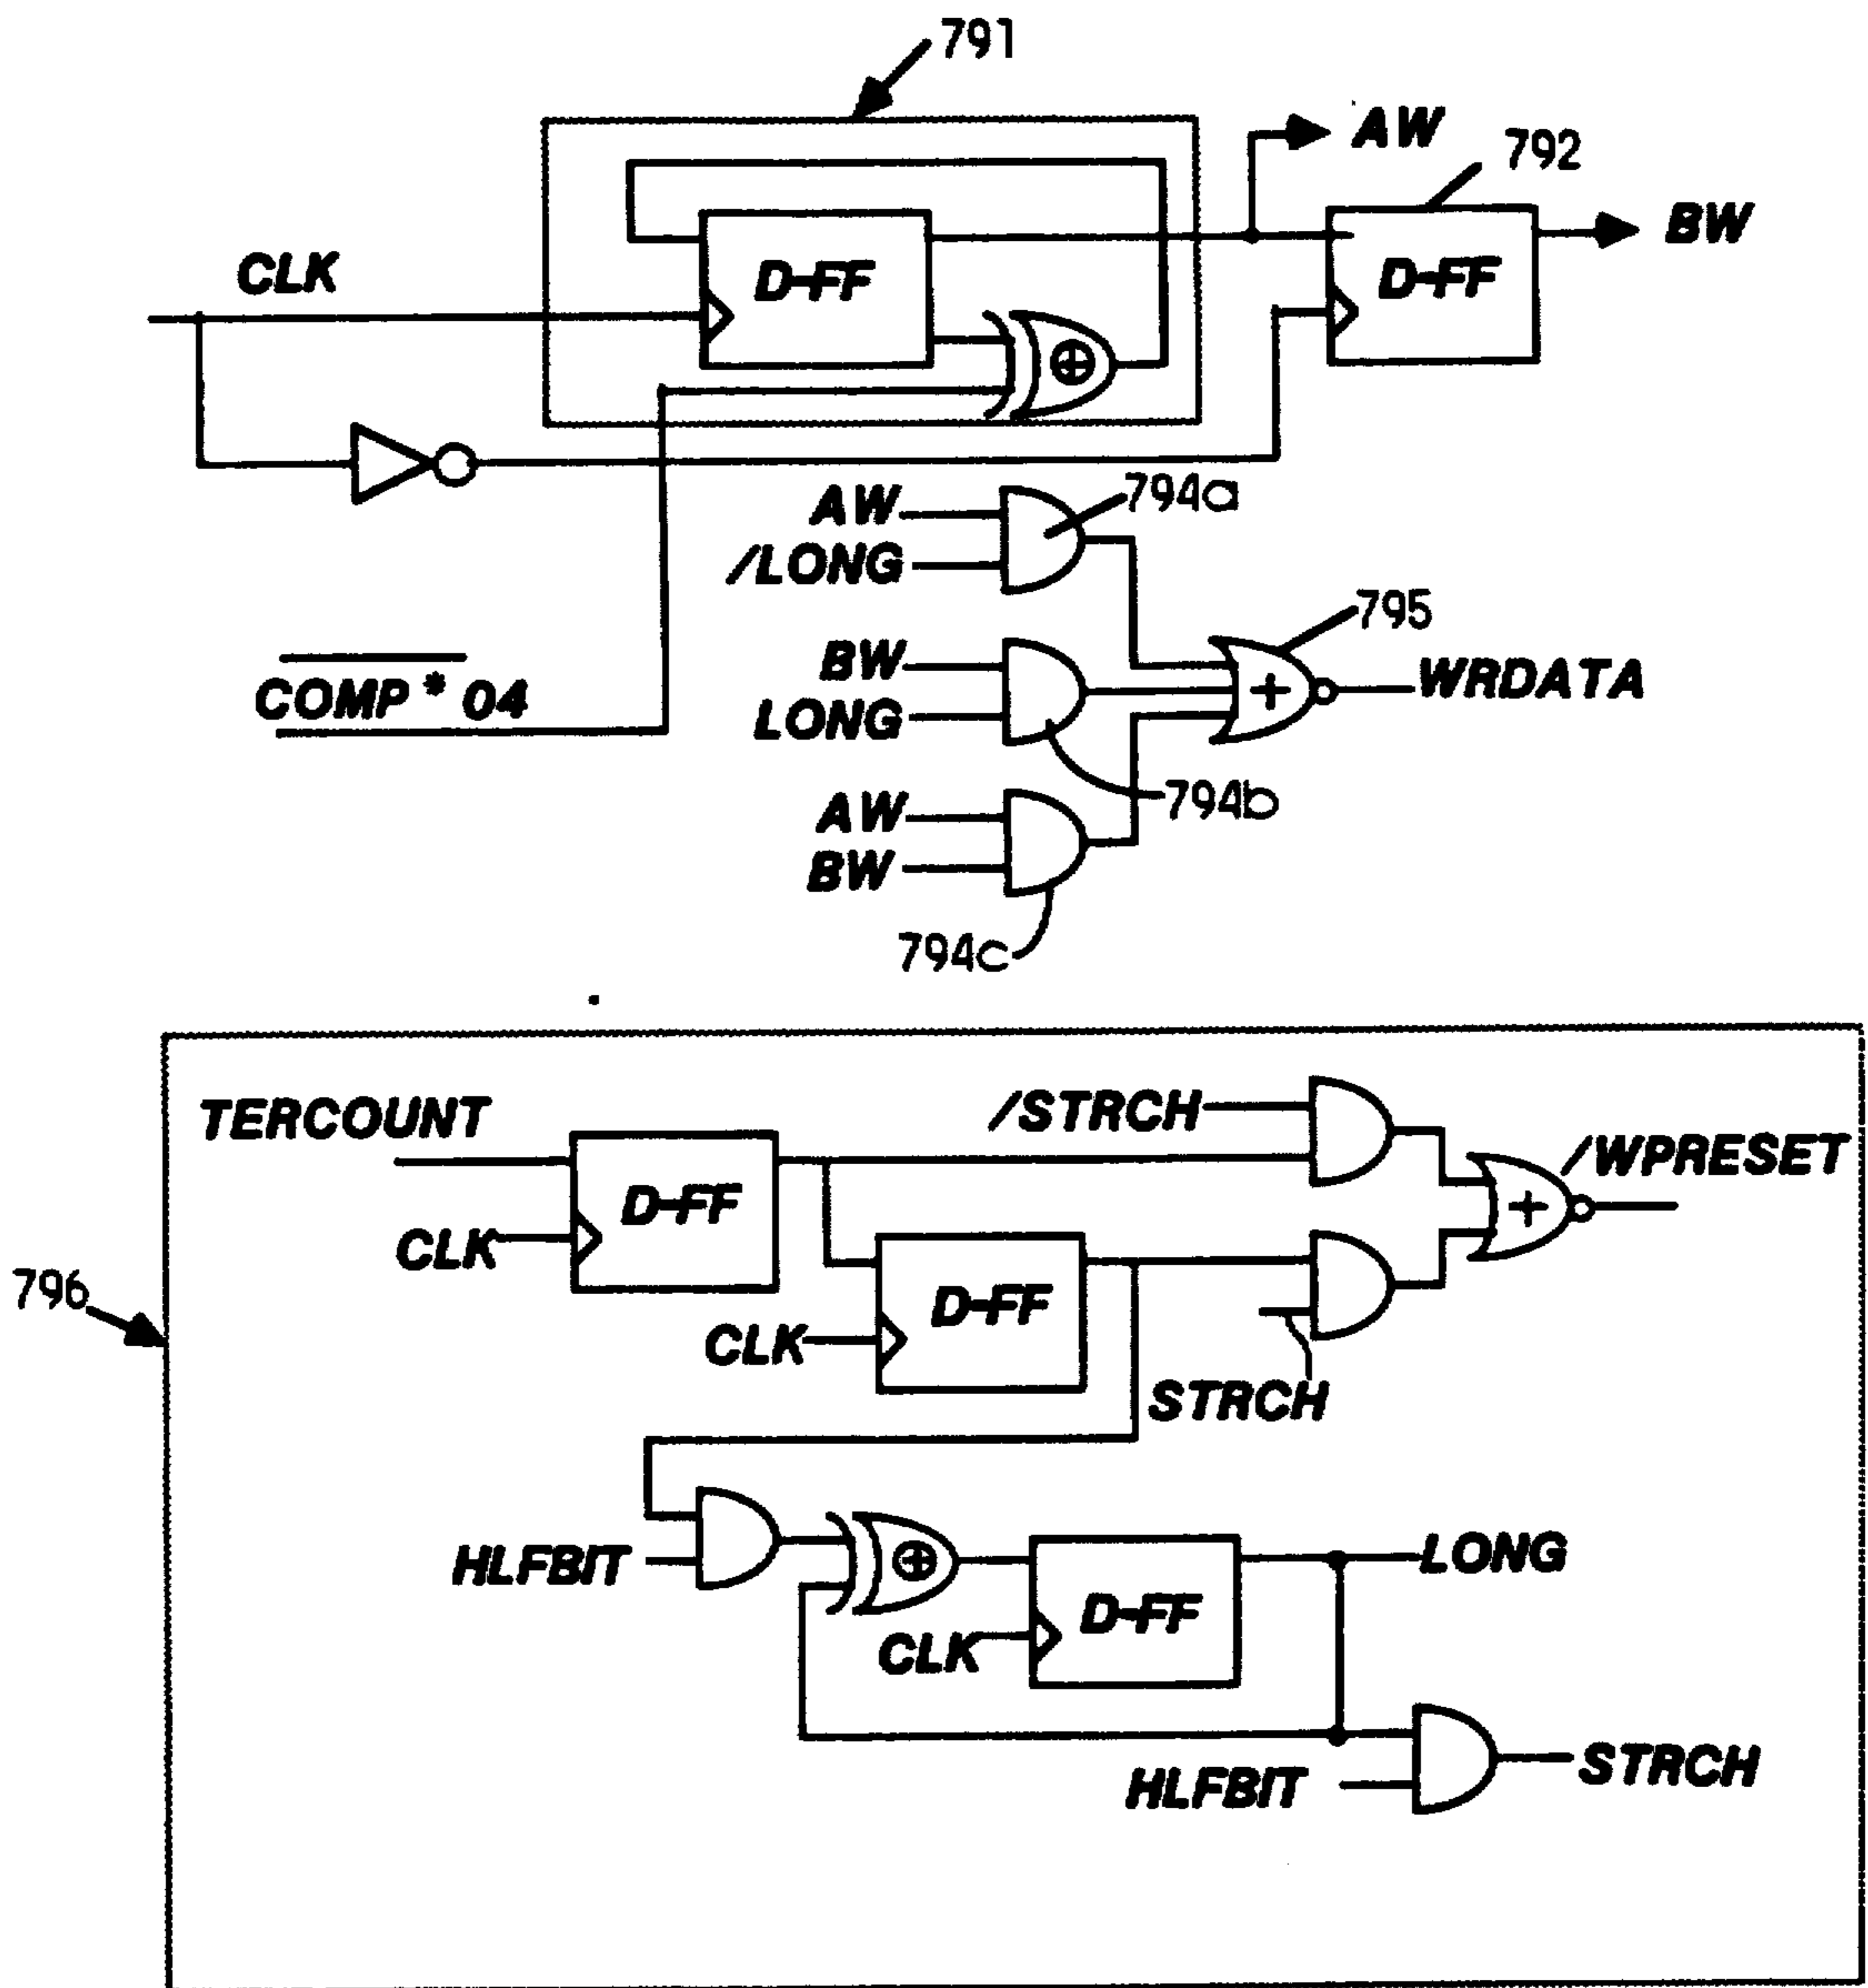 791
AW
792
BW
CLK
D-FF
D-FF
AW
794a
/LONG
795
COMP * 04
BW
WRDATA
LONG
794b
AW
BW
794c
TERCOUNT
/STRCH
/WPRESET
D-FF
CLK
796
D-FF
CLK
STRCH
HLFBIT
LONG
D-FF
CLK
HLFBIT
STRCH